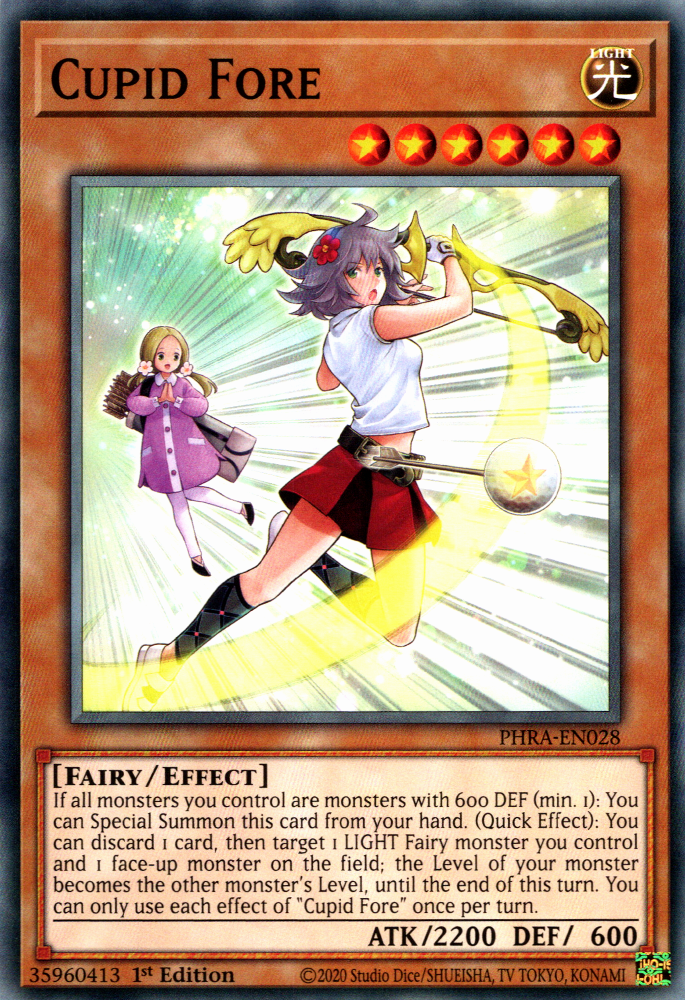 CUPID FORE
LIGHT
光
PHRA-EN028
[FAIRY/EFFECT]
If all monsters you control are monsters with 600 DEF (min. 1): You
can Special Summon this card from your hand. (Quick Effect): You
can discard 1 card, then target 1 LIGHT Fairy monster you control
and 1 face-up monster on the field; the Level of your monster
becomes the other monster's Level, until the end of this turn. You
can only use each effect of "Cupid Fore" once per turn.
ATK/2200 DEF/ 600
35960413 1st Edition ©2020 Studio Dice/SHUEISHA, TV TOKYO, KONAMI